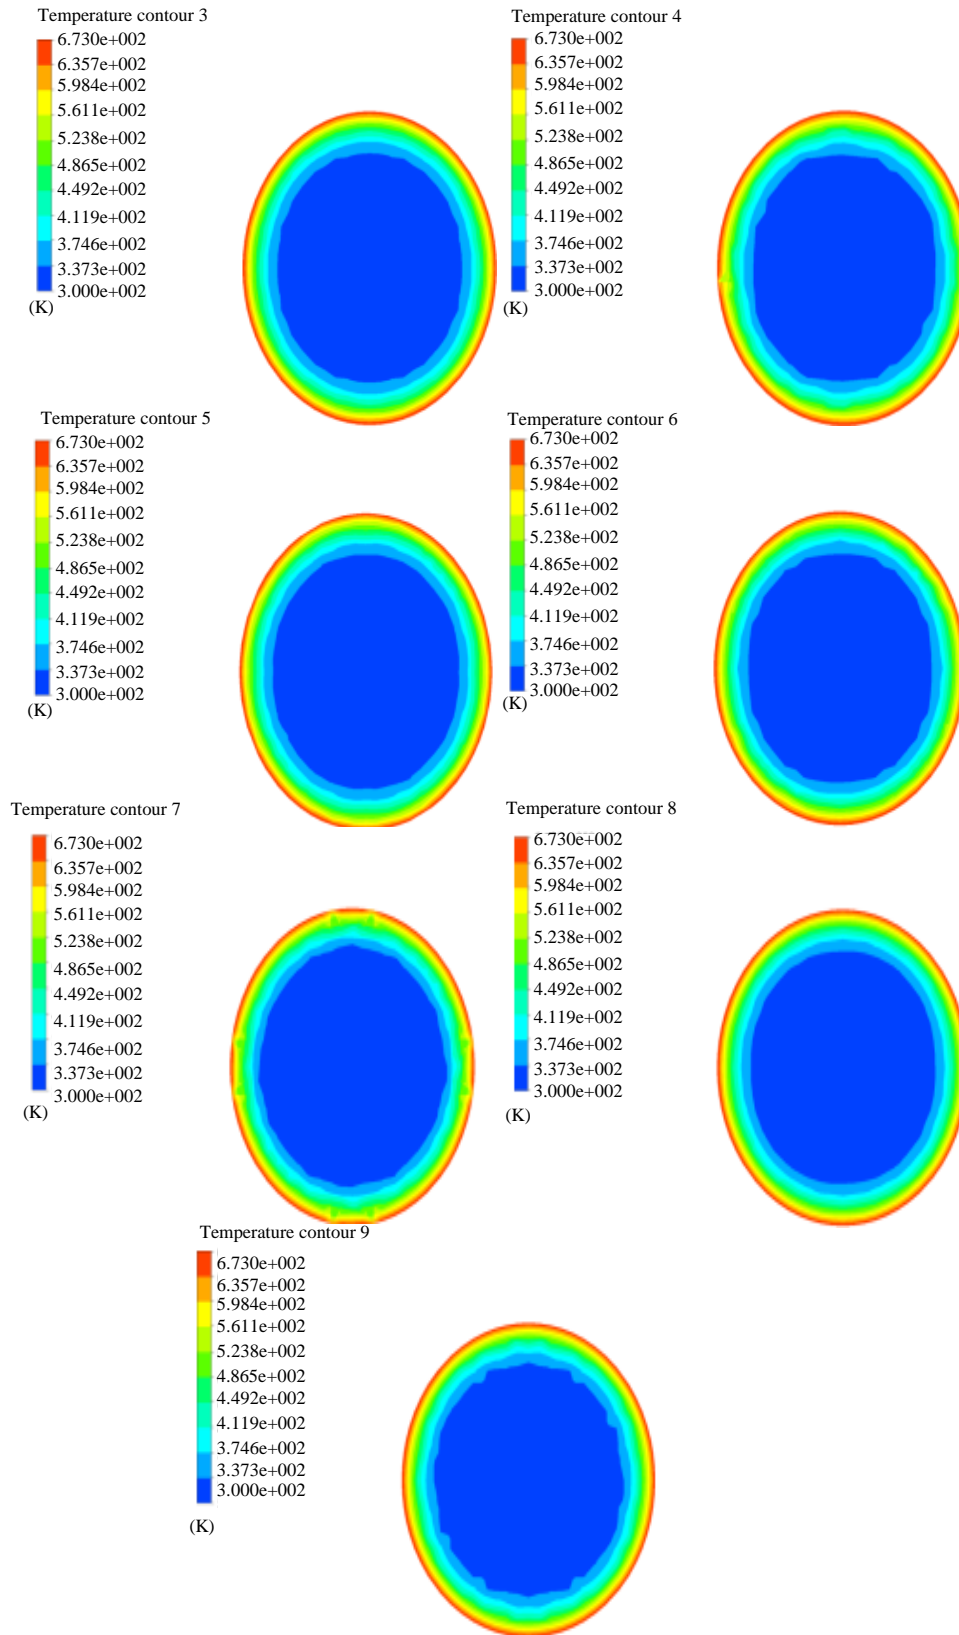 Temperature contour 3
6.730e+002
6.357e+002
5.984e+002
5.611e+002
5.238e+002
4.865e+002
4.492e+002
4.119e+002
3.746e+002
3.373e+002
3.000e+002
(K)
Temperature contour 4
6.730e+002
6.357e+002
5.984e+002
5.611e+002
5.238e+002
4.865e+002
4.492e+002
4.119e+002
3.746e+002
3.373e+002
3.000e+002
(K)
Temperature contour 5
6.730e+002
6.357e+002
5.984e+002
5.611e+002
5.238e+002
4.865e+002
4.492e+002
4.119e+002
3.746e+002
3.373e+002
3.000e+002
(K)
Temperature contour 6
6.730e+002
6.357e+002
5.984e+002
5.611e+002
5.238e+002
4.865e+002
4.492e+002
4.119e+002
3.746e+002
3.373e+002
3.000e+002
(K)
Temperature contour 7
6.730e+002
6.357e+002
5.984e+002
5.611e+002
5.238e+002
4.865e+002
4.492e+002
4.119e+002
3.746e+002
3.373e+002
3.000e+002
(K)
Temperature contour 8
6.730e+002
6.357e+002
5.984e+002
5.611e+002
5.238e+002
4.865e+002
4.492e+002
4.119e+002
3.746e+002
3.373e+002
3.000e+002
(K)
Temperature contour 9
6.730e+002
6.357e+002
5.984e+002
5.611e+002
5.238e+002
4.865e+002
4.492e+002
4.119e+002
3.746e+002
3.373e+002
3.000e+002
(K)